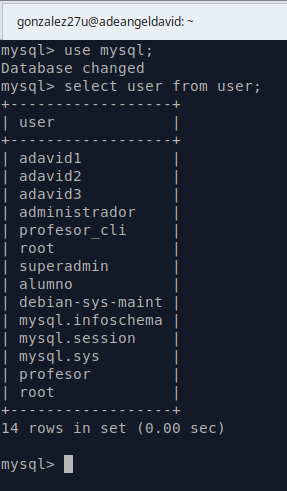 gonzalez27u@adeangeldavid: ~
mysql> use mysql;
Database changed
mysql> select user from user;
+------------------+
| user             |
+------------------+
| adavid1          |
| adavid2          |
| adavid3          |
| administrador    |
| profesor_cli     |
| root             |
| superadmin       |
| alumno           |
| debian-sys-maint |
| mysql.infoschema |
| mysql.session    |
| mysql.sys        |
| profesor         |
| root             |
+------------------+
14 rows in set (0.00 sec)
mysql>